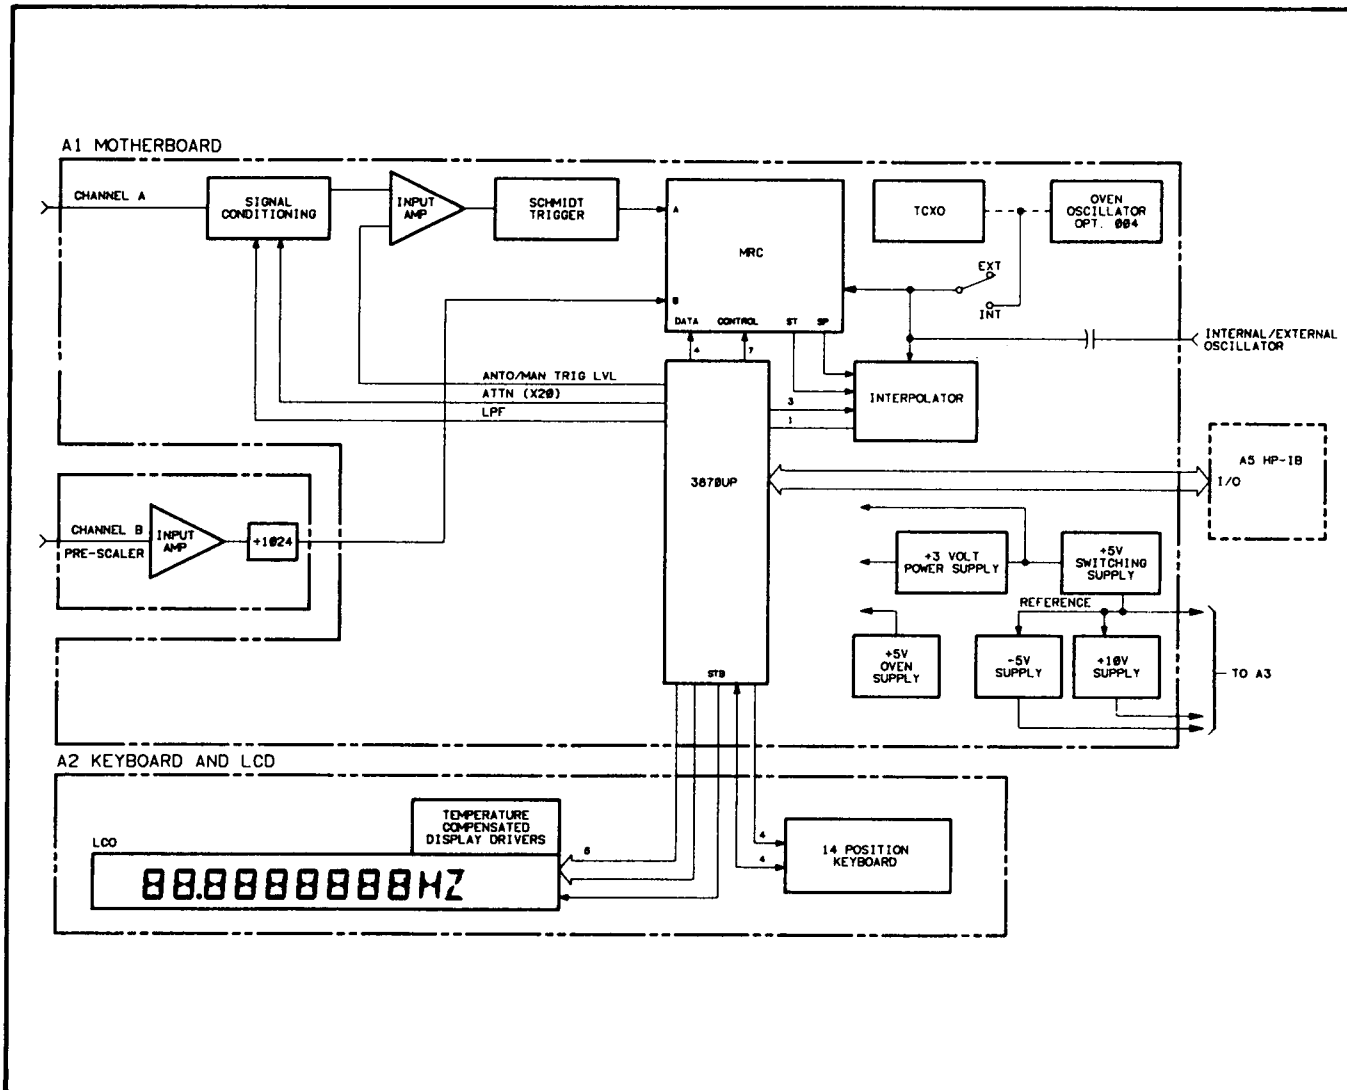 A1 MOTHERBOARD
CHANNEL A
SIGNAL
CONDITIONING
INPUT
AMP
SCHMIDT
TRIGGER
A
MRC
B
DATA
CONTROL
ST
SP
4
7
TCXO
OVEN
OSCILLATOR
OPT. 004
EXT
INT
INTERNAL/EXTERNAL
OSCILLATOR
ANTO/MAN TRIG LVL
ATTN (X20)
LPF
3
1
INTERPOLATOR
3870UP
A5 HP-IB
I/O
CHANNEL B
PRE-SCALER
INPUT
AMP
÷1024
+3 VOLT
POWER SUPPLY
+5V
SWITCHING
SUPPLY
REFERENCE
+5V
OVEN
SUPPLY
-5V
SUPPLY
+10V
SUPPLY
TO A3
STB
A2 KEYBOARD AND LCD
TEMPERATURE
COMPENSATED
DISPLAY DRIVERS
LCD
88.8888888HZ
6
4
4
14 POSITION
KEYBOARD